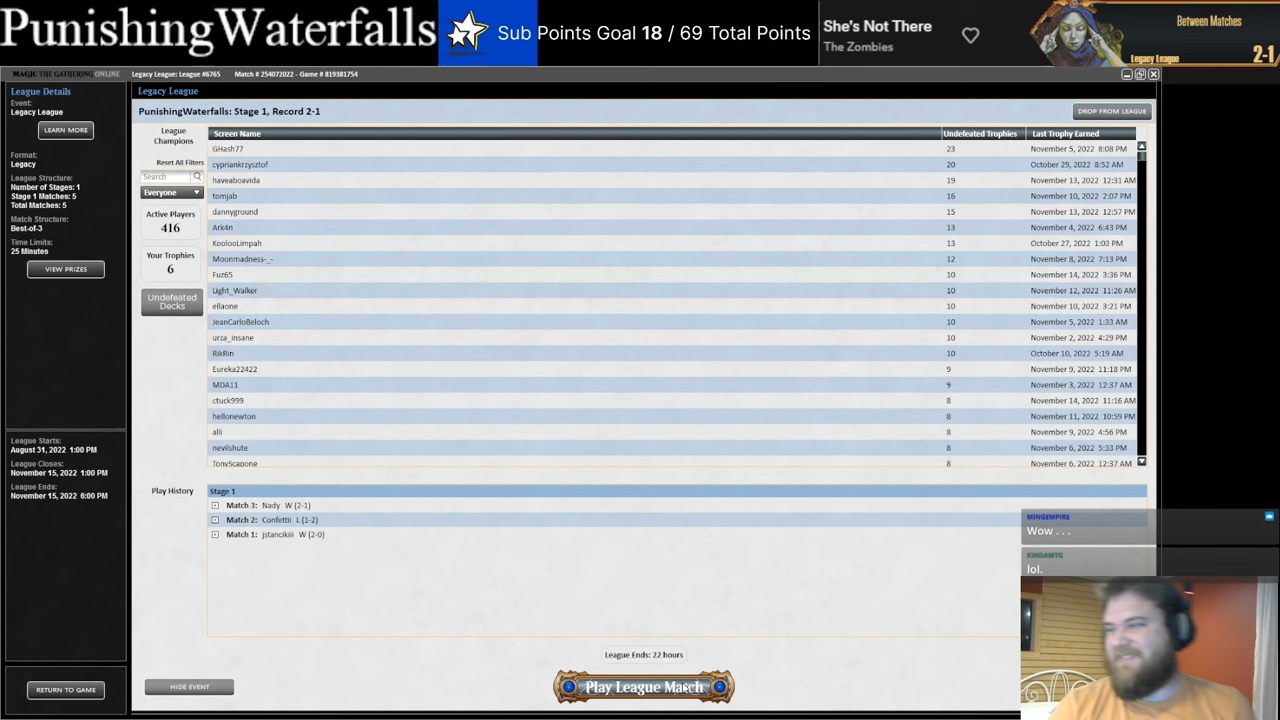 PunishingWaterfalls
Sub Points Goal 18 / 69 Total Points
She's Not There
The Zombies
Between Matches
Legacy League
2-1
MAGIC THE GATHERING ONLINE
Legacy League: League #6765
Match # 254072022 - Game # 819381754
League Details
Event:
Legacy League
LEARN MORE
Format:
Legacy
League Structure:
Number of Stages: 1
Stage 1 Matches: 5
Total Matches: 5
Match Structure:
Best-of-3
Time Limits:
25 Minutes
VIEW PRIZES
League Starts:
August 31, 2022 1:00 PM
League Closes:
November 15, 2022 1:00 PM
League Ends:
November 15, 2022 6:00 PM
RETURN TO GAME
Legacy League
PunishingWaterfalls: Stage 1, Record 2-1
DROP FROM LEAGUE
League
Champions
Reset All Filters
Search
Everyone
Active Players
416
Your Trophies
6
Undefeated
Decks
Screen Name Undefeated Trophies Last Trophy Earned
GHash77 23 November 5, 2022 8:08 PM
cypriankrzysztof 20 October 29, 2022 8:52 AM
haveaboavida 19 November 13, 2022 12:31 AM
tomjab 16 November 10, 2022 2:07 PM
dannyground 15 November 13, 2022 12:57 PM
Ark4n 13 November 4, 2022 6:43 PM
KoolooLimpah 13 October 27, 2022 1:03 PM
Moonmadness-_- 12 November 8, 2022 7:13 PM
Fuz65 10 November 14, 2022 3:36 PM
Light_Walker 10 November 12, 2022 11:26 AM
ellaone 10 November 10, 2022 3:21 PM
JeanCarloBeloch 10 November 5, 2022 1:33 AM
urza_insane 10 November 2, 2022 4:29 PM
RikRin 10 October 10, 2022 5:19 AM
Eureka22422 9 November 9, 2022 11:18 PM
MDA11 9 November 3, 2022 12:37 AM
ctuck999 8 November 14, 2022 11:16 AM
hellonewton 8 November 11, 2022 10:59 PM
alli 8 November 9, 2022 4:56 PM
nevilshute 8 November 6, 2022 5:33 PM
TonyScapone 8 November 6, 2022 12:37 AM
Play History
Stage 1
Match 3: Nady W (2-1)
Match 2: Confettii L (1-2)
Match 1: jstancikiii W (2-0)
MINGEMPIRE
Wow . . .
KINDAMTG
lol.
League Ends: 22 hours
HIDE EVENT
Play League Match